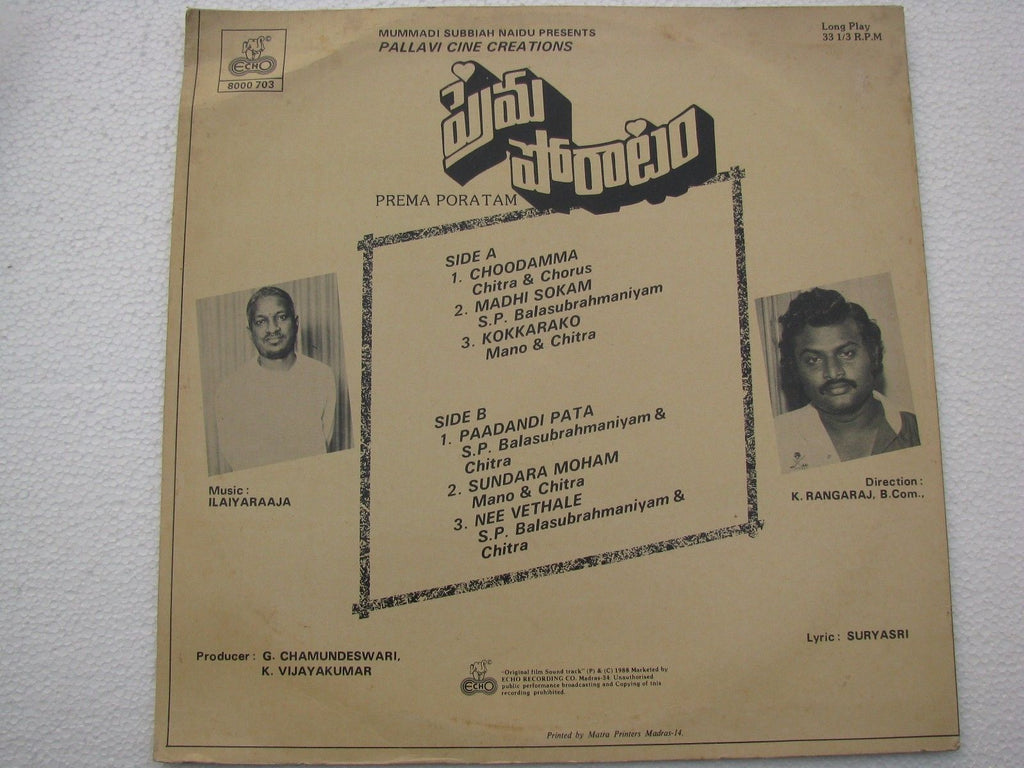 MUMMADI SUBBIAH NAIDU PRESENTS
PALLAVI CINE CREATIONS
Long Play
33 1/3 R.P.M
ECHO
8000 703
ప్రేమ
పోరాటం
PREMA PORATAM
SIDE A
1. CHOODAMMA
Chitra & Chorus
2. MADHI SOKAM
S.P. Balasubrahmaniyam
3. KOKKARAKO
Mano & Chitra
SIDE B
1. PAADANDI PATA
S.P. Balasubrahmaniyam &
Chitra
2. SUNDARA MOHAM
Mano & Chitra
3. NEE VETHALE
S.P. Balasubrahmaniyam &
Chitra
Music :
ILAIYARAAJA
Direction :
K. RANGARAJ, B.Com.,
Lyric : SURYASRI
Producer : G. CHAMUNDESWARI,
K. VIJAYAKUMAR
ECHO
"Original film Sound track" (P) & (C) 1988 Marketed by
ECHO RECORDING CO. Madras-34 Unauthorised
public performance broadcasting and Copying of this
recording prohibited.
Printed by Matra Printers Madras-14.